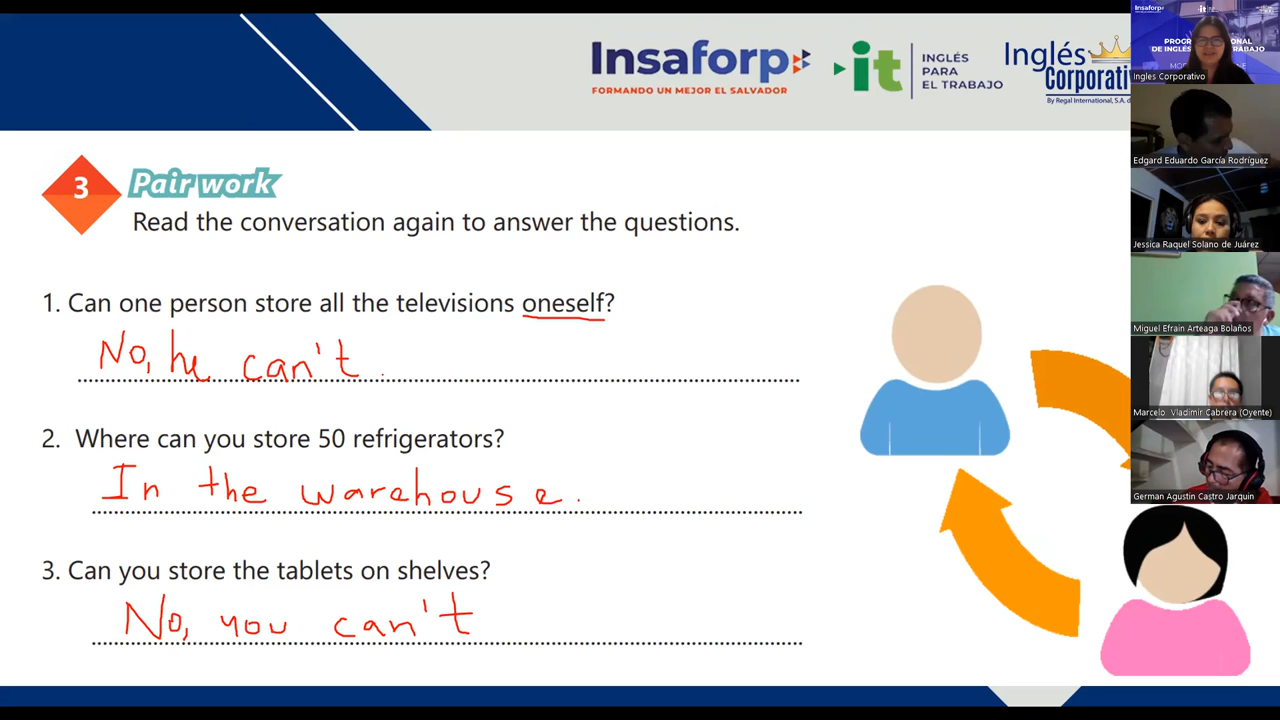 Insaforp
FORMANDO UN MEJOR EL SALVADOR
it
INGLÉS
PARA
EL TRABAJO
Inglés
Corporati
By Regal International, S.A. d
3
Pair work
Read the conversation again to answer the questions.
1. Can one person store all the televisions oneself?
No, he can't.
2. Where can you store 50 refrigerators?
In the warehouse.
3. Can you store the tablets on shelves?
No, you can't
Insaforp
it
Ingles Corporativo
Edgard Eduardo García Rodríguez
Jessica Raquel Solano de Juárez
Miguel Efrain Arteaga Bolaños
Marcelo Vladimir Cabrera (Oyente)
German Agustin Castro Jarquin